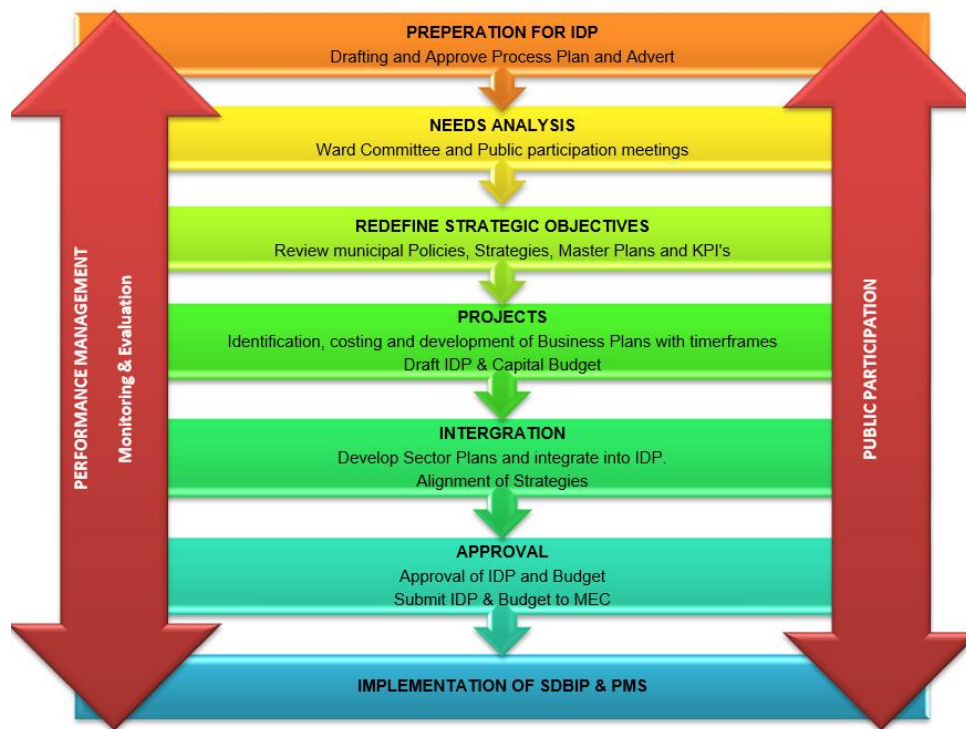 PREPERATION FOR IDP
Drafting and Approve Process Plan and Advert
NEEDS ANALYSIS
Ward Committee and Public participation meetings
REDEFINE STRATEGIC OBJECTIVES
Review municipal Policies, Strategies, Master Plans and KPI's
PROJECTS
Identification, costing and development of Business Plans with timerframes
Draft IDP & Capital Budget
INTERGRATION
Develop Sector Plans and integrate into IDP.
Alignment of Strategies
APPROVAL
Approval of IDP and Budget
Submit IDP & Budget to MEC
IMPLEMENTATION OF SDBIP & PMS
PERFORMANCE MANAGEMENT
Monitoring & Evaluation
PUBLIC PARTICIPATION